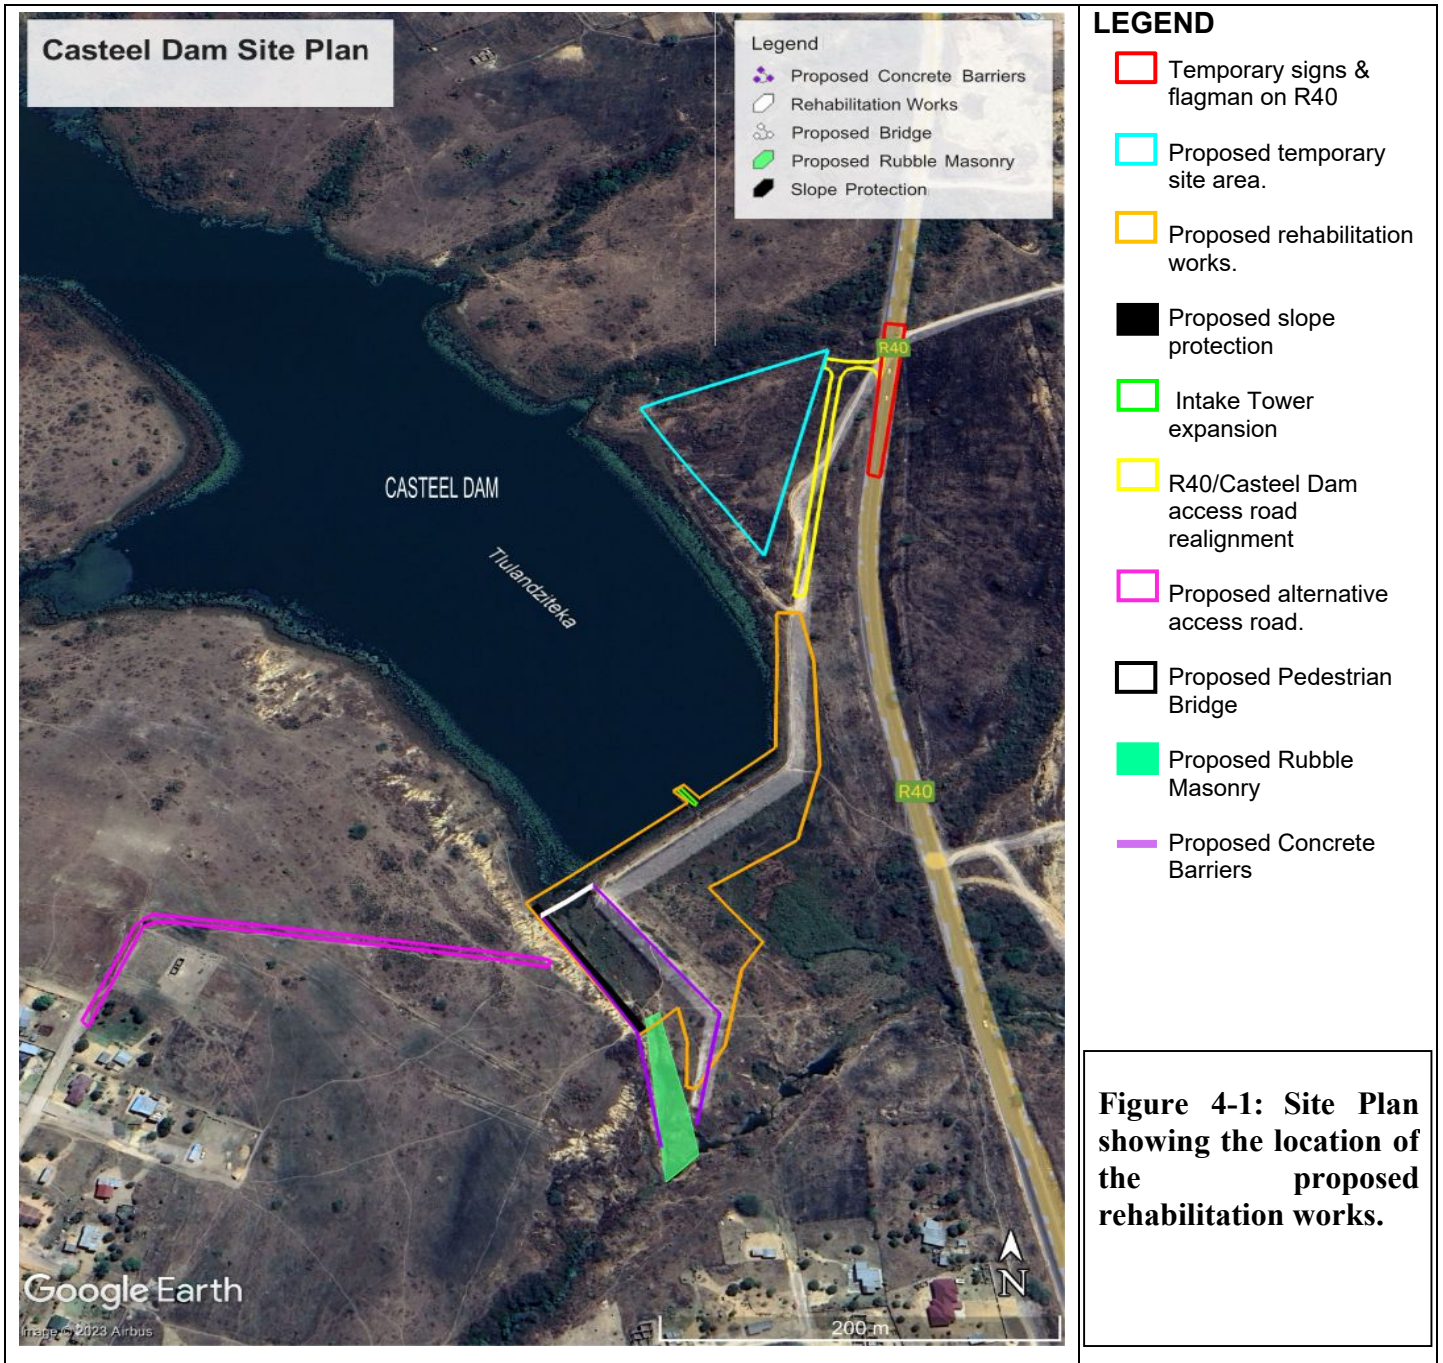 Casteel Dam Site Plan
Legend
Proposed Concrete Barriers
Rehabilitation Works
Proposed Bridge
Proposed Rubble Masonry
Slope Protection
R40
CASTEEL DAM
Tlulandziteka
R40
Google Earth
Image © 2023 Airbus
200 m
N
LEGEND
Temporary signs &
flagman on R40
Proposed temporary
site area.
Proposed rehabilitation
works.
Proposed slope
protection
Intake Tower
expansion
R40/Casteel Dam
access road
realignment
Proposed alternative
access road.
Proposed Pedestrian
Bridge
Proposed Rubble
Masonry
Proposed Concrete
Barriers
Figure 4-1: Site Plan
showing the location of
the proposed
rehabilitation works.